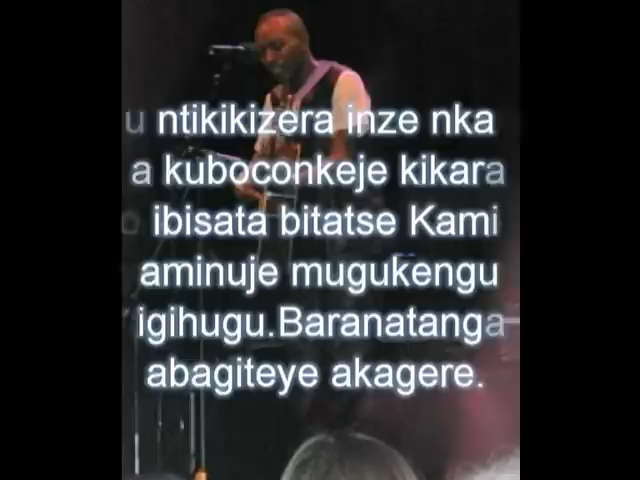 u ntikikizera inze nka
a kuboconkeje kikara
ibisata bitatse Kami
aminuje mugukengu
igihugu.Baranatanga
abagiteye akagere.